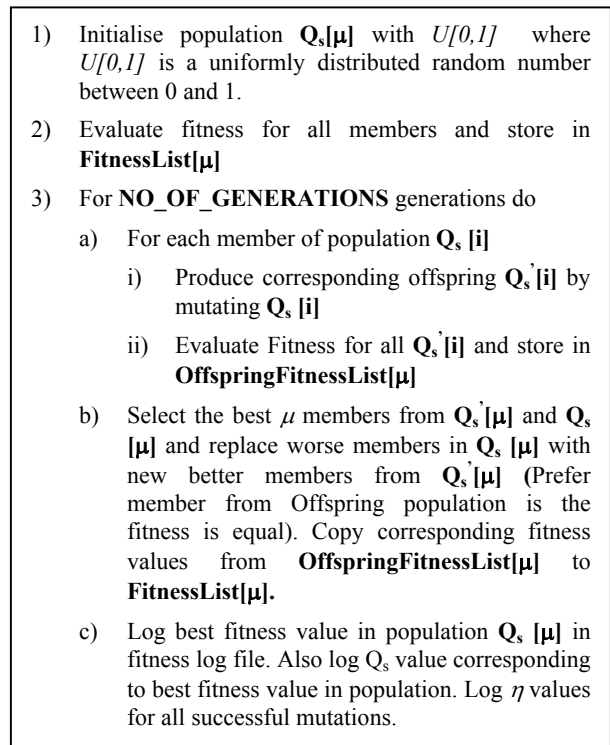 1) Initialise population Qs[μ] with U[0,1] where
U[0,1] is a uniformly distributed random number
between 0 and 1.
2) Evaluate fitness for all members and store in
FitnessList[μ]
3) For NO_OF_GENERATIONS generations do
a) For each member of population Qs [i]
i) Produce corresponding offspring Qs’[i] by
mutating Qs [i]
ii) Evaluate Fitness for all Qs’[i] and store in
OffspringFitnessList[μ]
b) Select the best μ members from Qs’[μ] and Qs
[μ] and replace worse members in Qs [μ] with
new better members from Qs’[μ] (Prefer
member from Offspring population is the
fitness is equal). Copy corresponding fitness
values from OffspringFitnessList[μ] to
FitnessList[μ].
c) Log best fitness value in population Qs [μ] in
fitness log file. Also log Qs value corresponding
to best fitness value in population. Log η values
for all successful mutations.